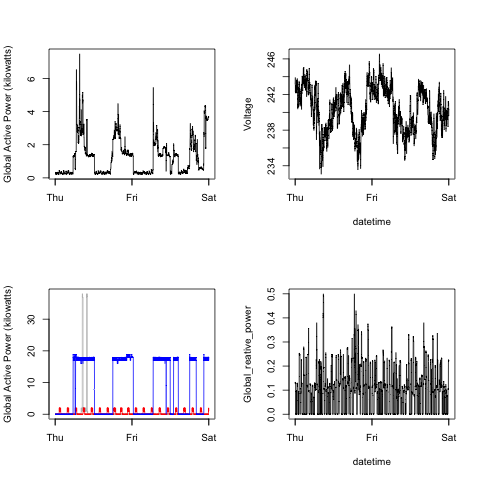 Global Active Power (kilowatts)
0 2 4 6
Thu Fri Sat
Voltage
234 238 242 246
Thu Fri Sat
datetime
Global Active Power (kilowatts)
0 10 20 30
Thu Fri Sat
Global_reative_power
0.0 0.1 0.2 0.3 0.4 0.5
Thu Fri Sat
datetime